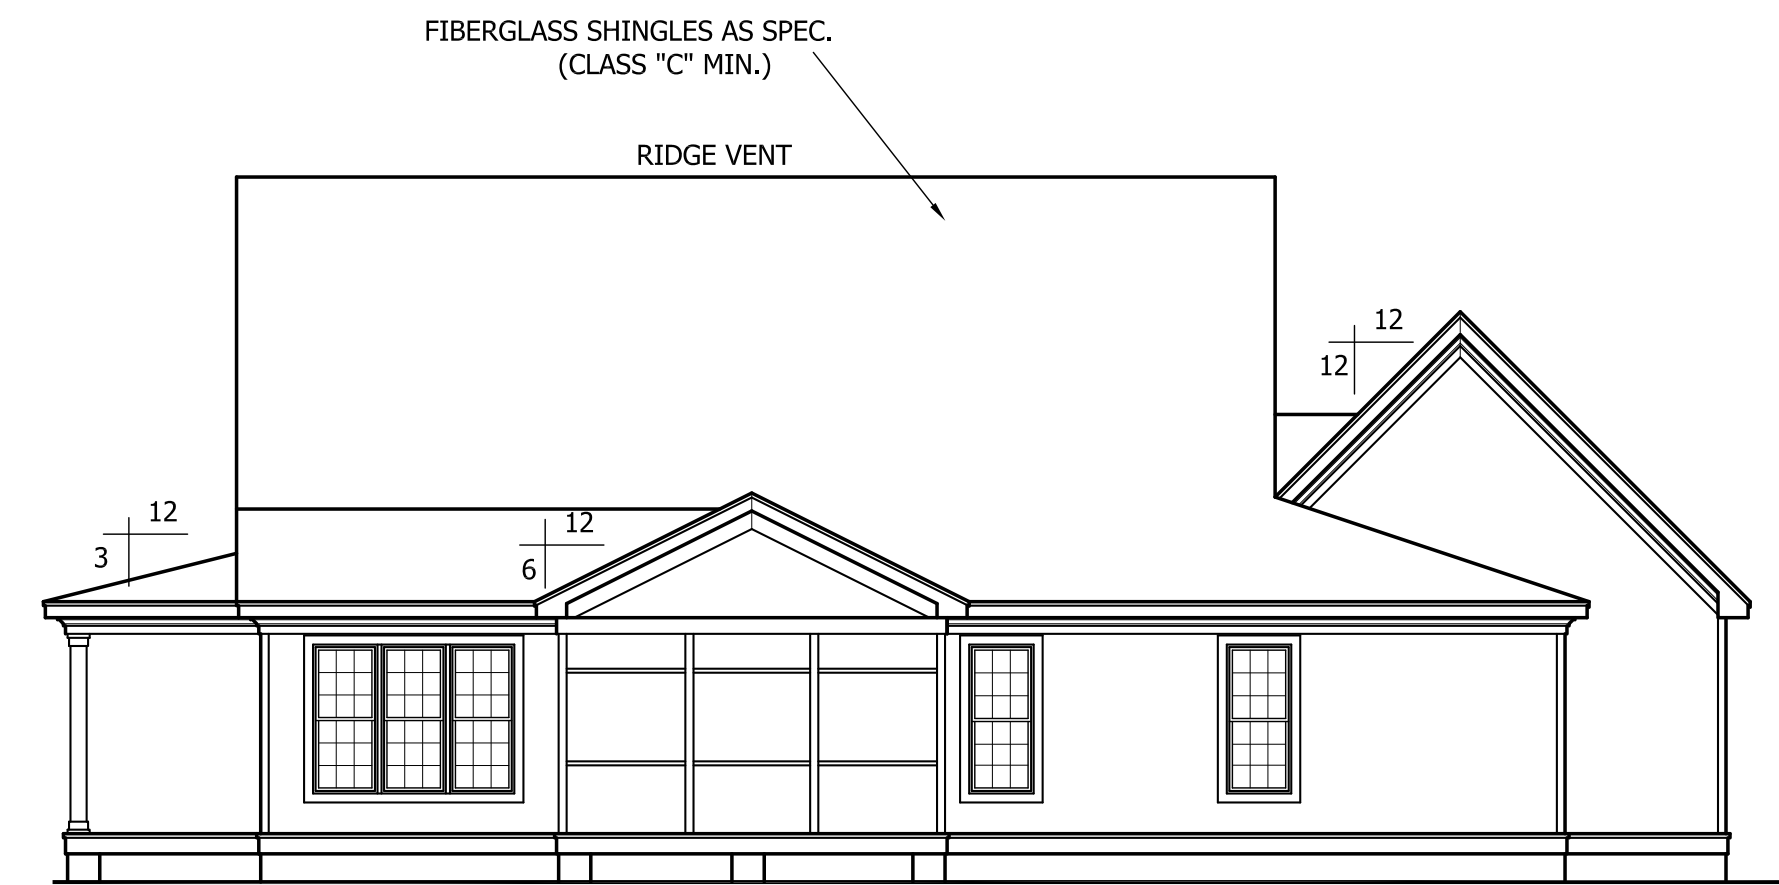 FIBERGLASS SHINGLES AS SPEC.
(CLASS "C" MIN.)
RIDGE VENT
12
12
12
3
12
6